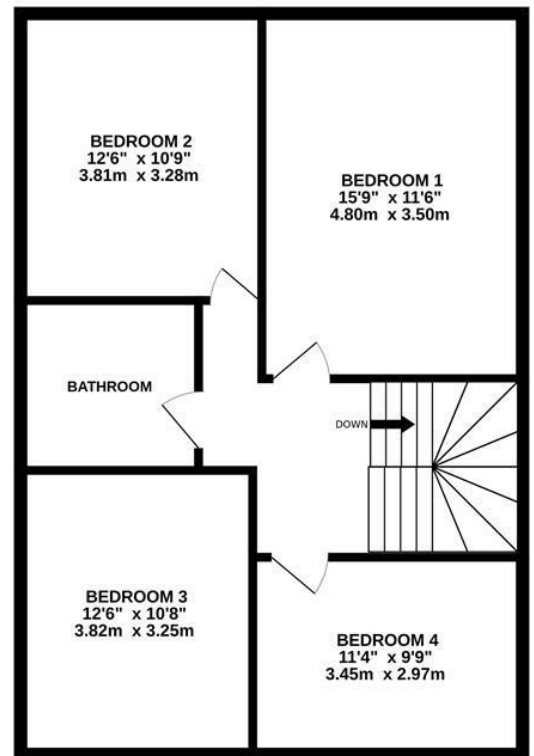 BEDROOM 2
12'6" x 10'9"
3.81m x 3.28m
BEDROOM 1
15'9" x 11'6"
4.80m x 3.50m
BATHROOM
DOWN
BEDROOM 3
12'6" x 10'8"
3.82m x 3.25m
BEDROOM 4
11'4" x 9'9"
3.45m x 2.97m